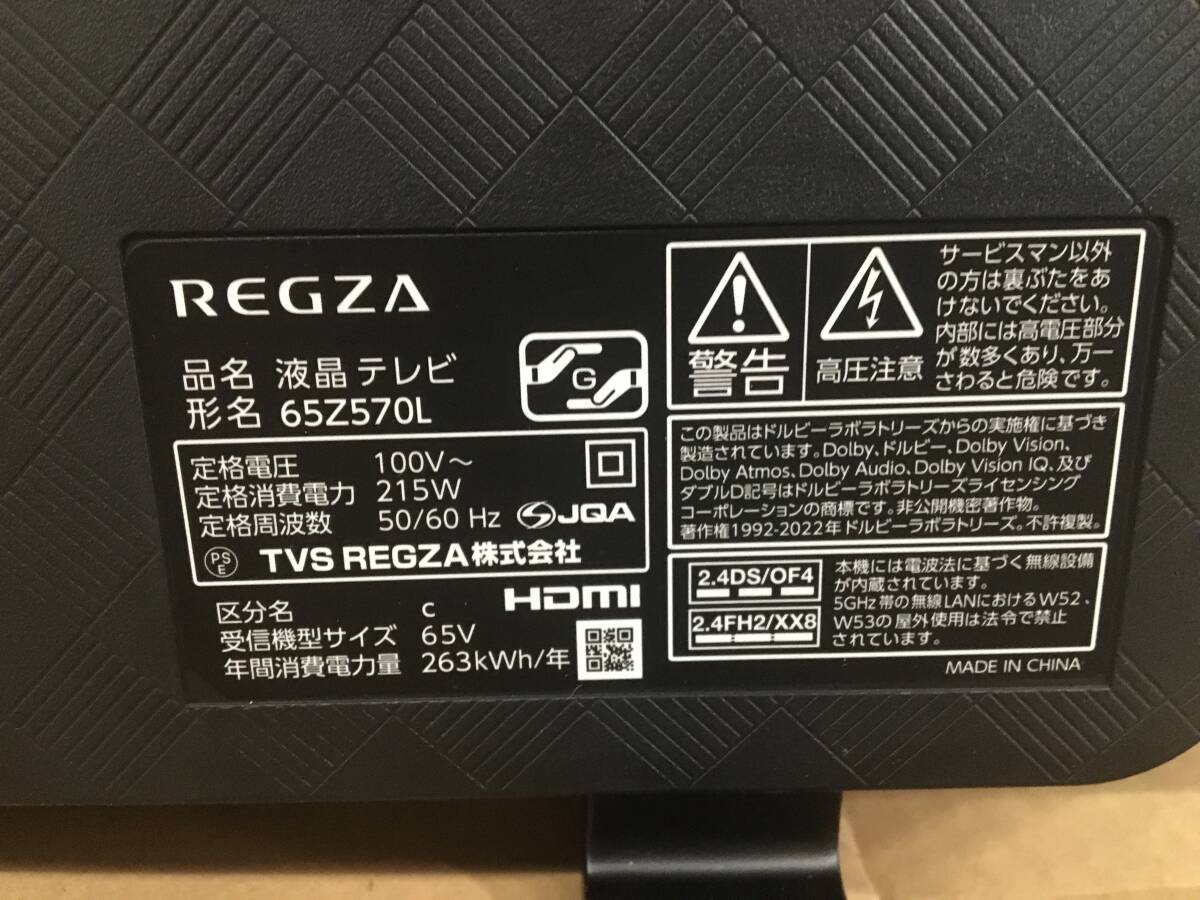 REGZA
品名 液晶テレビ
形名 65Z570L
G
定格電圧 100V～
定格消費電力 215W
定格周波数 50/60 Hz
JQA
PS
E
TVS REGZA株式会社
HDMI
区分名 c
受信機型サイズ 65V
年間消費電力量 263kWh/年
警告
高圧注意
サービスマン以外
の方は裏ぶたをあ
けないでください。
内部には高電圧部分
が数多くあり、万一
さわると危険です。
この製品はドルビーラボラトリーズからの実施権に基づき
製造されています。Dolby、ドルビー、Dolby Vision、
Dolby Atmos、Dolby Audio、Dolby Vision IQ、及び
ダブルD記号はドルビーラボラトリーズライセンシング
コーポレーションの商標です。非公開機密著作物。
著作権1992-2022年ドルビーラボラトリーズ。不許複製。
2.4DS/OF4
2.4FH2/XX8
本機には電波法に基づく無線設備
が内蔵されています。
5GHz帯の無線LANにおけるW52、
W53の屋外使用は法令で禁止
されています。
MADE IN CHINA